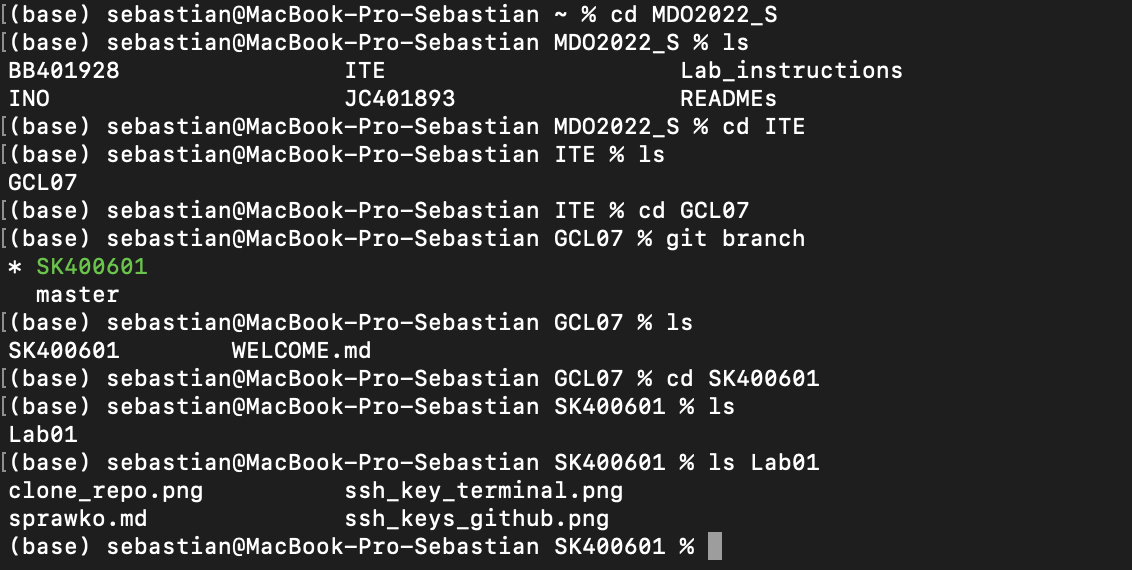 [(base) sebastian@MacBook-Pro-Sebastian ~ % cd MDO2022_S
[(base) sebastian@MacBook-Pro-Sebastian MDO2022_S % ls
BB401928 ITE Lab_instructions
INO JC401893 READMEs
[(base) sebastian@MacBook-Pro-Sebastian MDO2022_S % cd ITE
[(base) sebastian@MacBook-Pro-Sebastian ITE % ls
GCL07
[(base) sebastian@MacBook-Pro-Sebastian ITE % cd GCL07
[(base) sebastian@MacBook-Pro-Sebastian GCL07 % git branch
* SK400601
master
[(base) sebastian@MacBook-Pro-Sebastian GCL07 % ls
SK400601 WELCOME.md
[(base) sebastian@MacBook-Pro-Sebastian GCL07 % cd SK400601
[(base) sebastian@MacBook-Pro-Sebastian SK400601 % ls
Lab01
[(base) sebastian@MacBook-Pro-Sebastian SK400601 % ls Lab01
clone_repo.png ssh_key_terminal.png
sprawko.md ssh_keys_github.png
(base) sebastian@MacBook-Pro-Sebastian SK400601 %